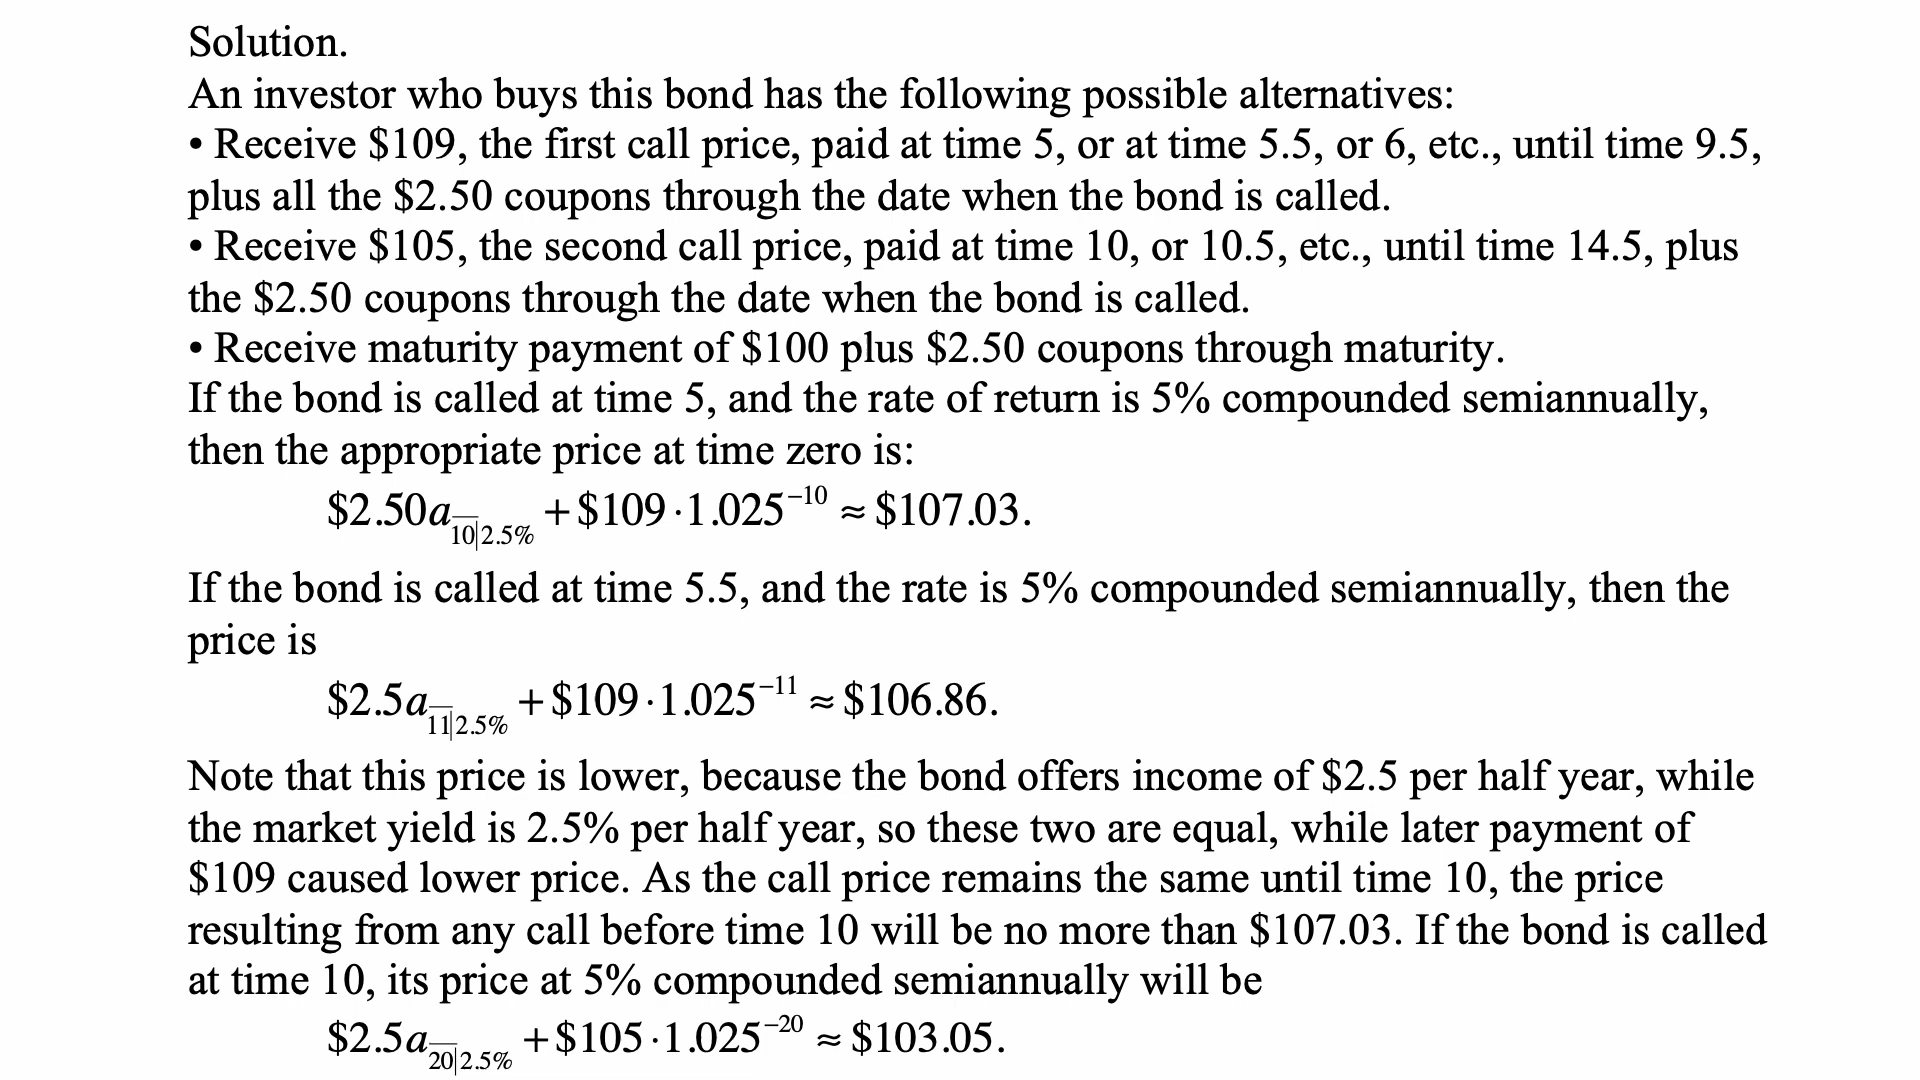 Solution.
An investor who buys this bond has the following possible alternatives:
• Receive $109, the first call price, paid at time 5, or at time 5.5, or 6, etc., until time 9.5,
plus all the $2.50 coupons through the date when the bond is called.
• Receive $105, the second call price, paid at time 10, or 10.5, etc., until time 14.5, plus
the $2.50 coupons through the date when the bond is called.
• Receive maturity payment of $100 plus $2.50 coupons through maturity.
If the bond is called at time 5, and the rate of return is 5% compounded semiannually,
then the appropriate price at time zero is:
$2.50a_{\overline{10}|2.5%} + $109 · 1.025^{−10} ≈ $107.03.
If the bond is called at time 5.5, and the rate is 5% compounded semiannually, then the
price is
$2.5a_{\overline{11}|2.5%} + $109 · 1.025^{−11} ≈ $106.86.
Note that this price is lower, because the bond offers income of $2.5 per half year, while
the market yield is 2.5% per half year, so these two are equal, while later payment of
$109 caused lower price. As the call price remains the same until time 10, the price
resulting from any call before time 10 will be no more than $107.03. If the bond is called
at time 10, its price at 5% compounded semiannually will be
$2.5a_{\overline{20}|2.5%} + $105 · 1.025^{−20} ≈ $103.05.